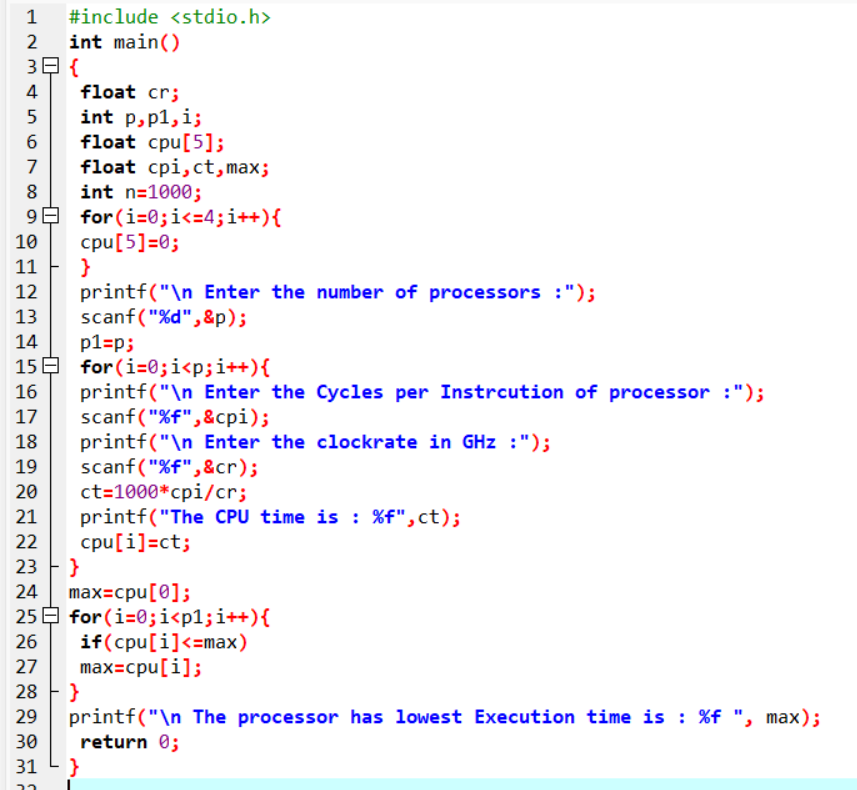 1 #include <stdio.h>
2 int main()
3 {
4 float cr;
5 int p,p1,i;
6 float cpu[5];
7 float cpi,ct,max;
8 int n=1000;
9 for(i=0;i<=4;i++){
10 cpu[5]=0;
11 }
12 printf("\n Enter the number of processors :");
13 scanf("%d",&p);
14 p1=p;
15 for(i=0;i<p;i++){
16 printf("\n Enter the Cycles per Instrcution of processor :");
17 scanf("%f",&cpi);
18 printf("\n Enter the clockrate in GHz :");
19 scanf("%f",&cr);
20 ct=1000*cpi/cr;
21 printf("The CPU time is : %f",ct);
22 cpu[i]=ct;
23 }
24 max=cpu[0];
25 for(i=0;i<p1;i++){
26 if(cpu[i]<=max)
27 max=cpu[i];
28 }
29 printf("\n The processor has lowest Execution time is : %f ", max);
30 return 0;
31 }
32